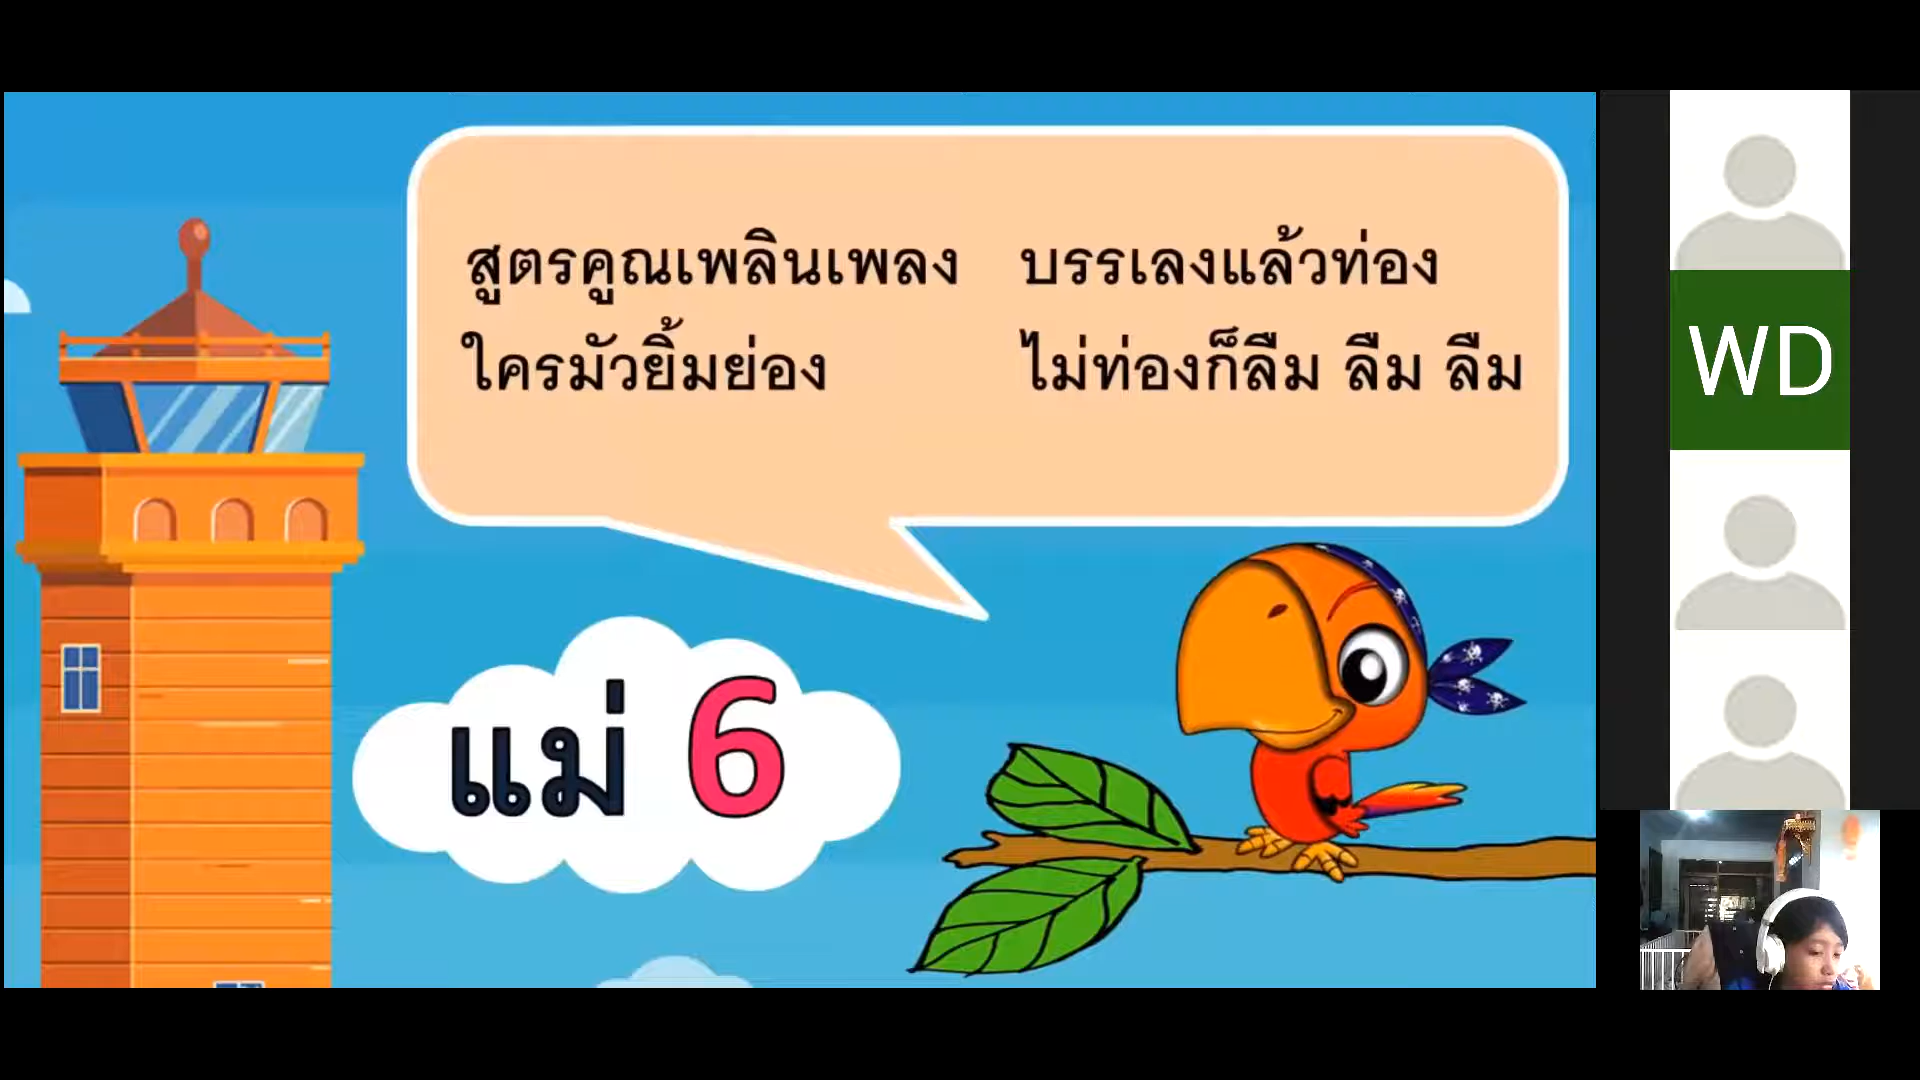 สูตรคูณเพลินเพลง บรรเลงแล้วท่อง
ใครมัวยิ้มย่อง ไม่ท่องก็ลืม ลืม ลืม
แม่ 6
WD